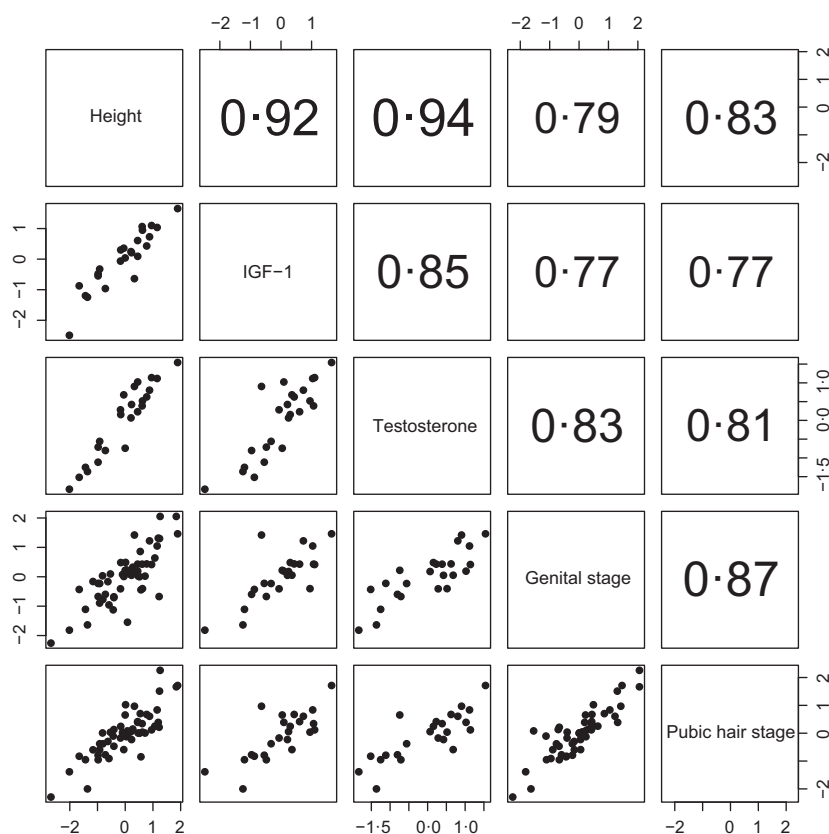 −2 −1 0 1
−2 −1 0 1 2
Height
0·92
0·94
0·79
0·83
−2 0 1 2
−2 −1 0 1
IGF−1
0·85
0·77
0·77
Testosterone
0·83
0·81
−1·5 0·0 1·0
−2 −1 0 1 2
Genital stage
0·87
Pubic hair stage
−2 0 1 2
−2 0 1 2
−1·5 0·0 1·0
−2 0 1 2